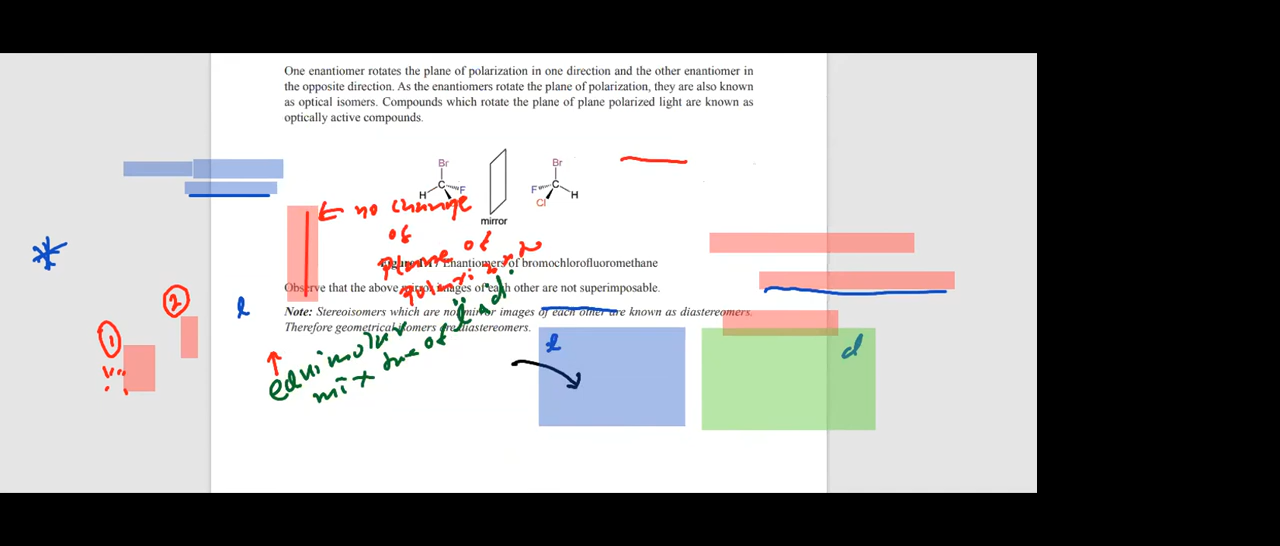 One enantiomer rotates the plane of polarization in one direction and the other enantiomer in
the opposite direction. As the enantiomers rotate the plane of polarization, they are also known
as optical isomers. Compounds which rotate the plane of plane polarized light are known as
optically active compounds.
Br Br
H C F F C H
Cl
mirror
← no change
of
plane of
Enantiomers of bromochlorofluoromethane
Observe that the above mirror images of each other are not superimposable.
Note: Stereoisomers which are not mirror images of each other are known as diastereomers.
Therefore geometrical isomers are diastereomers.
2
1
l
equimolar
mixture of l and d
l
d